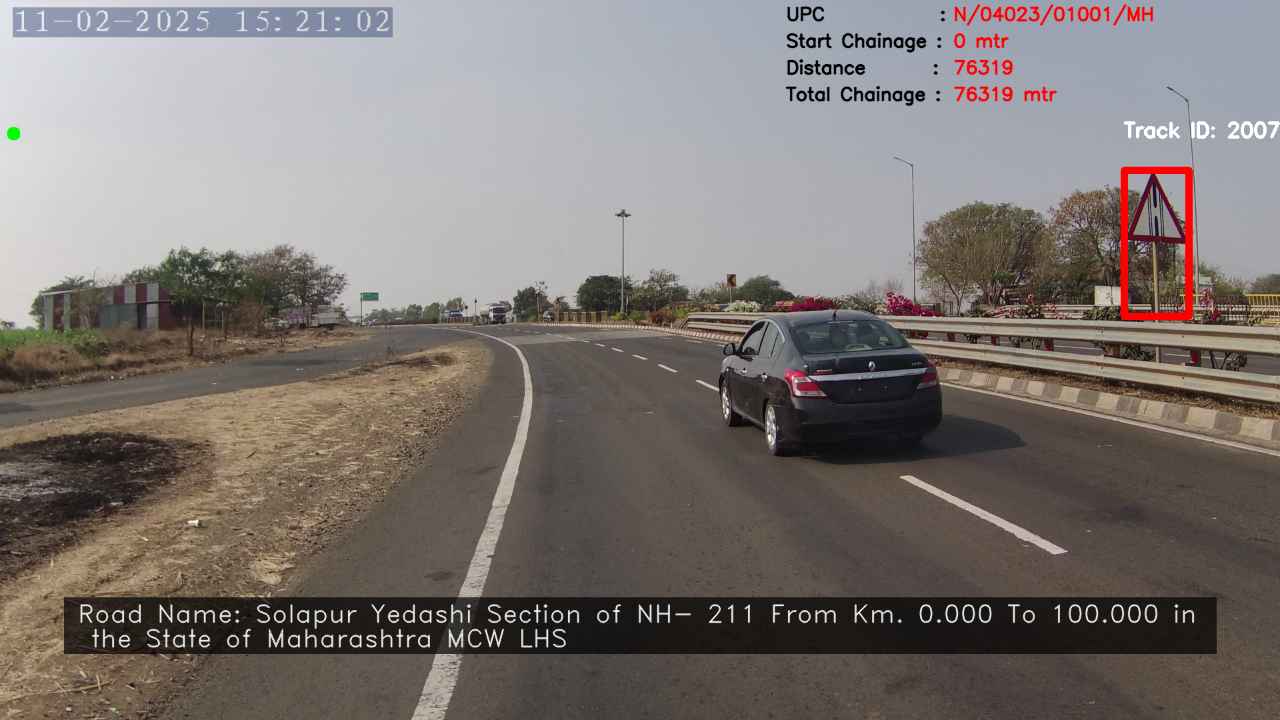 11-02-2025 15:21:02
UPC : N/04023/01001/MH
Start Chainage : 0 mtr
Distance : 76319
Total Chainage : 76319 mtr
Track ID: 2007
Road Name: Solapur Yedashi Section of NH- 211 From Km. 0.000 To 100.000 in
the State of Maharashtra MCW LHS